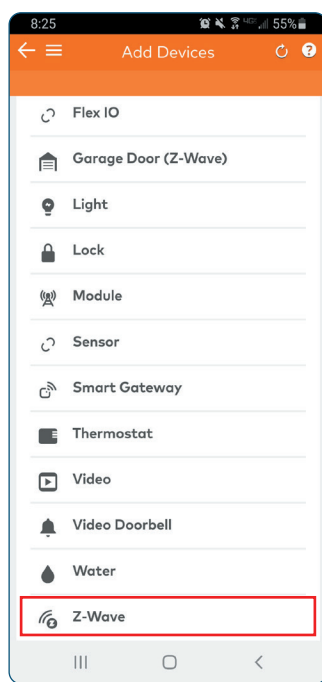 8:25 4GE 55%
Add Devices ?
Flex IO
Garage Door (Z-Wave)
Light
Lock
Module
Sensor
Smart Gateway
Thermostat
Video
Video Doorbell
Water
Z-Wave